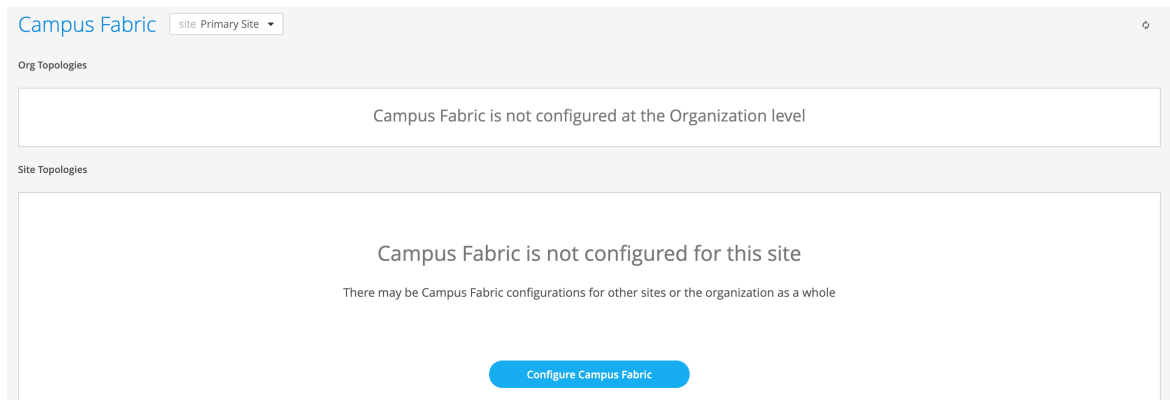 Campus Fabric site Primary Site
Org Topologies
Campus Fabric is not configured at the Organization level
Site Topologies
Campus Fabric is not configured for this site
There may be Campus Fabric configurations for other sites or the organization as a whole
Configure Campus Fabric